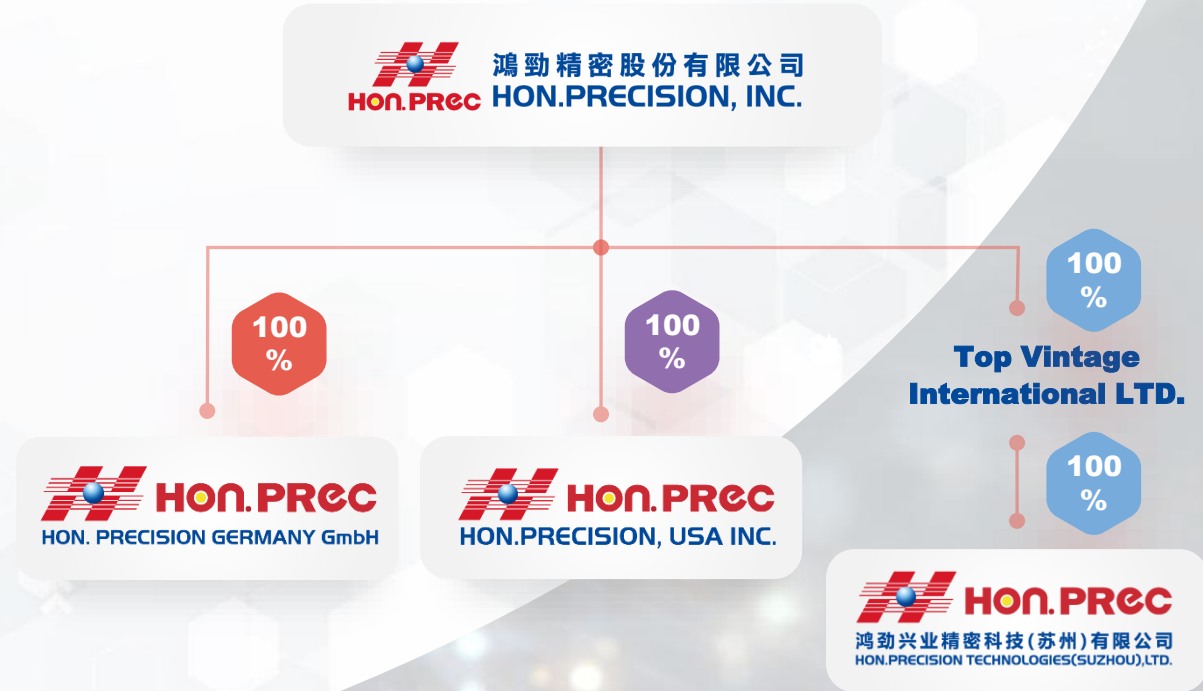 HON.PREC
鴻勁精密股份有限公司
HON.PRECISION, INC.
100
%
HON.PREC
HON. PRECISION GERMANY GmbH
100
%
HON.PREC
HON.PRECISION, USA INC.
100
%
Top Vintage
International LTD.
100
%
HON.PREC
鸿劲兴业精密科技(苏州)有限公司
HON.PRECISION TECHNOLOGIES(SUZHOU),LTD.